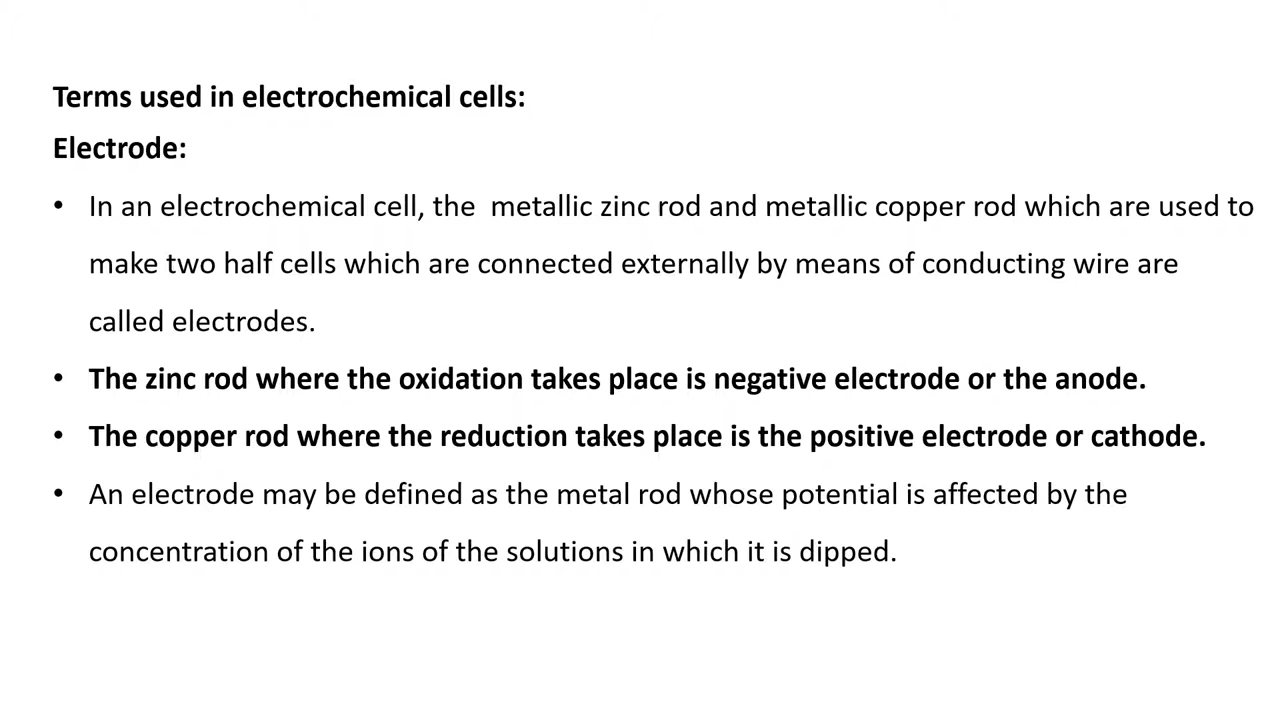 Terms used in electrochemical cells:
Electrode:
• In an electrochemical cell, the  metallic zinc rod and metallic copper rod which are used to
make two half cells which are connected externally by means of conducting wire are
called electrodes.
• The zinc rod where the oxidation takes place is negative electrode or the anode.
• The copper rod where the reduction takes place is the positive electrode or cathode.
• An electrode may be defined as the metal rod whose potential is affected by the
concentration of the ions of the solutions in which it is dipped.